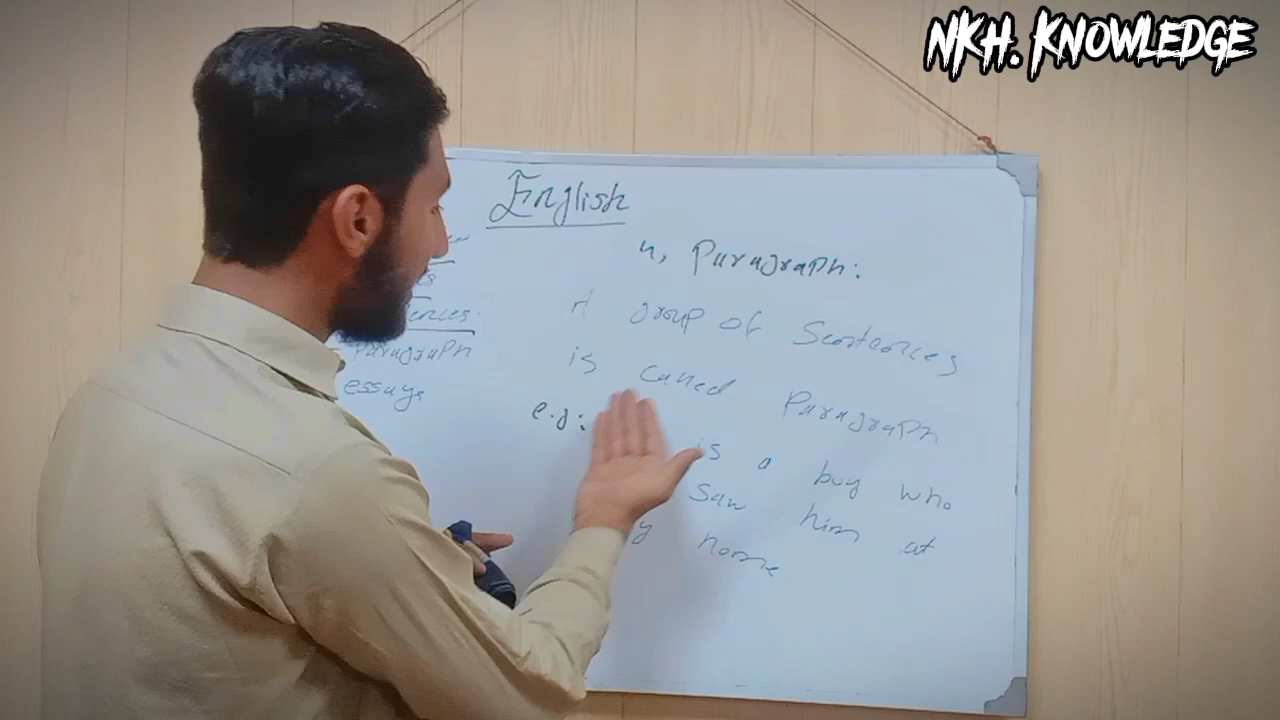 NKH. KNOWLEDGE
English
Paragraph:
A group of Sentences
is called Paragraph
e.g: is a boy who
saw him at
home
Paragraph
essays